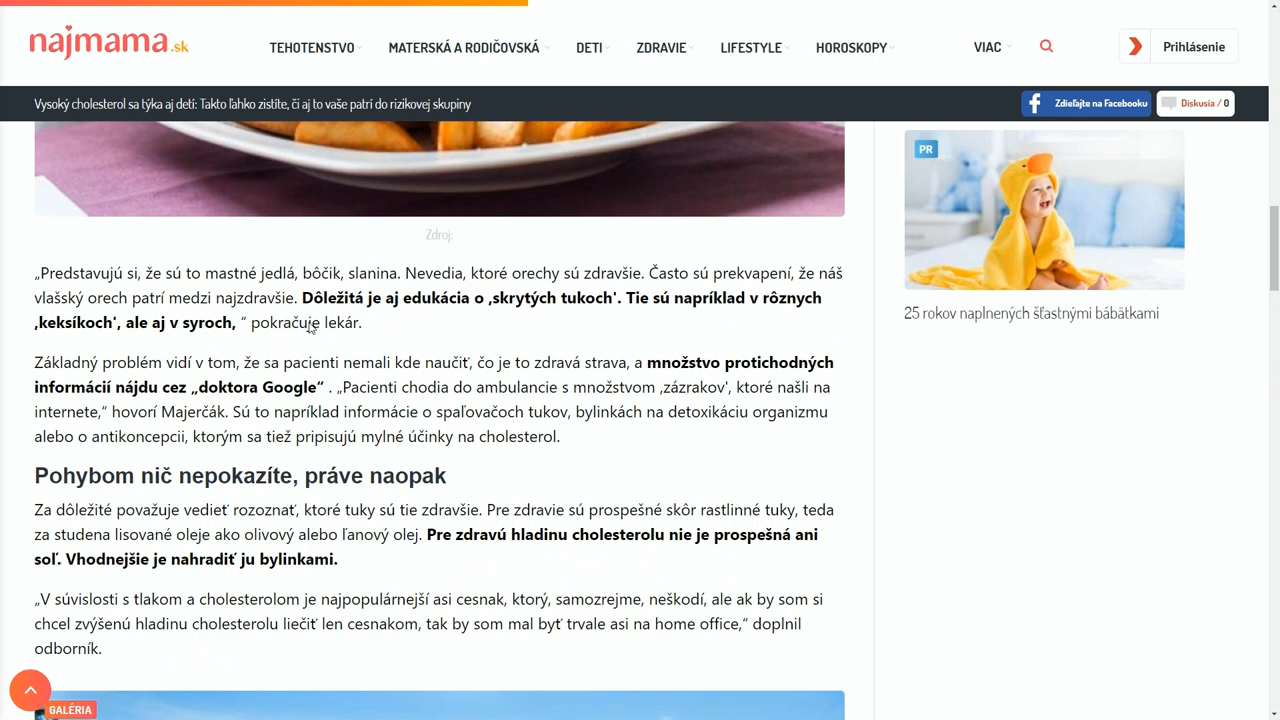 najmama.sk
TEHOTENSTVO MATERSKÁ A RODIČOVSKÁ DETI ZDRAVIE LIFESTYLE HOROSKOPY VIAC Prihlásenie
Vysoký cholesterol sa týka aj detí: Takto ľahko zistíte, či aj to vaše patrí do rizikovej skupiny
Zdieľajte na Facebooku
Diskusia / 0
PR
Zdroj:
„Predstavujú si, že sú to mastné jedlá, bôčik, slanina. Nevedia, ktoré orechy sú zdravšie. Často sú prekvapení, že náš
vlašský orech patrí medzi najzdravšie. Dôležitá je aj edukácia o ‚skrytých tukoch'. Tie sú napríklad v rôznych
‚keksíkoch', ale aj v syroch, “ pokračuje lekár.
25 rokov naplnených šťastnými bábätkami
Základný problém vidí v tom, že sa pacienti nemali kde naučiť, čo je to zdravá strava, a množstvo protichodných
informácií nájdu cez „doktora Google“ . „Pacienti chodia do ambulancie s množstvom ‚zázrakov', ktoré našli na
internete,“ hovorí Majerčák. Sú to napríklad informácie o spaľovačoch tukov, bylinkách na detoxikáciu organizmu
alebo o antikoncepcii, ktorým sa tiež pripisujú mylné účinky na cholesterol.
Pohybom nič nepokazíte, práve naopak
Za dôležité považuje vedieť rozoznať, ktoré tuky sú tie zdravšie. Pre zdravie sú prospešné skôr rastlinné tuky, teda
za studena lisované oleje ako olivový alebo ľanový olej. Pre zdravú hladinu cholesterolu nie je prospešná ani
soľ. Vhodnejšie je nahradiť ju bylinkami.
„V súvislosti s tlakom a cholesterolom je najpopulárnejší asi cesnak, ktorý, samozrejme, neškodí, ale ak by som si
chcel zvýšenú hladinu cholesterolu liečiť len cesnakom, tak by som mal byť trvale asi na home office,“ doplnil
odborník.
GALÉRIA